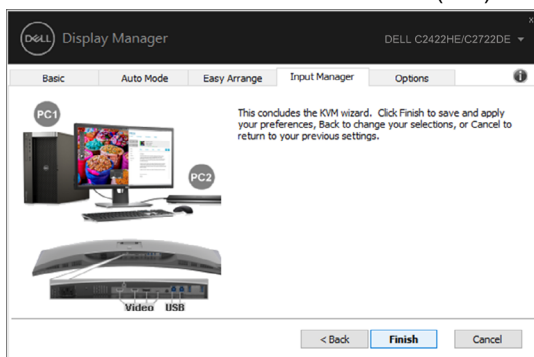 DELL Display Manager
DELL C2422HE/C2722DE
x
Basic Auto Mode Easy Arrange Input Manager Options
PC1
PC2
This concludes the KVM wizard. Click Finish to save and apply
your preferences, Back to change your selections, or Cancel to
return to your previous settings.
Video USB
< Back Finish Cancel